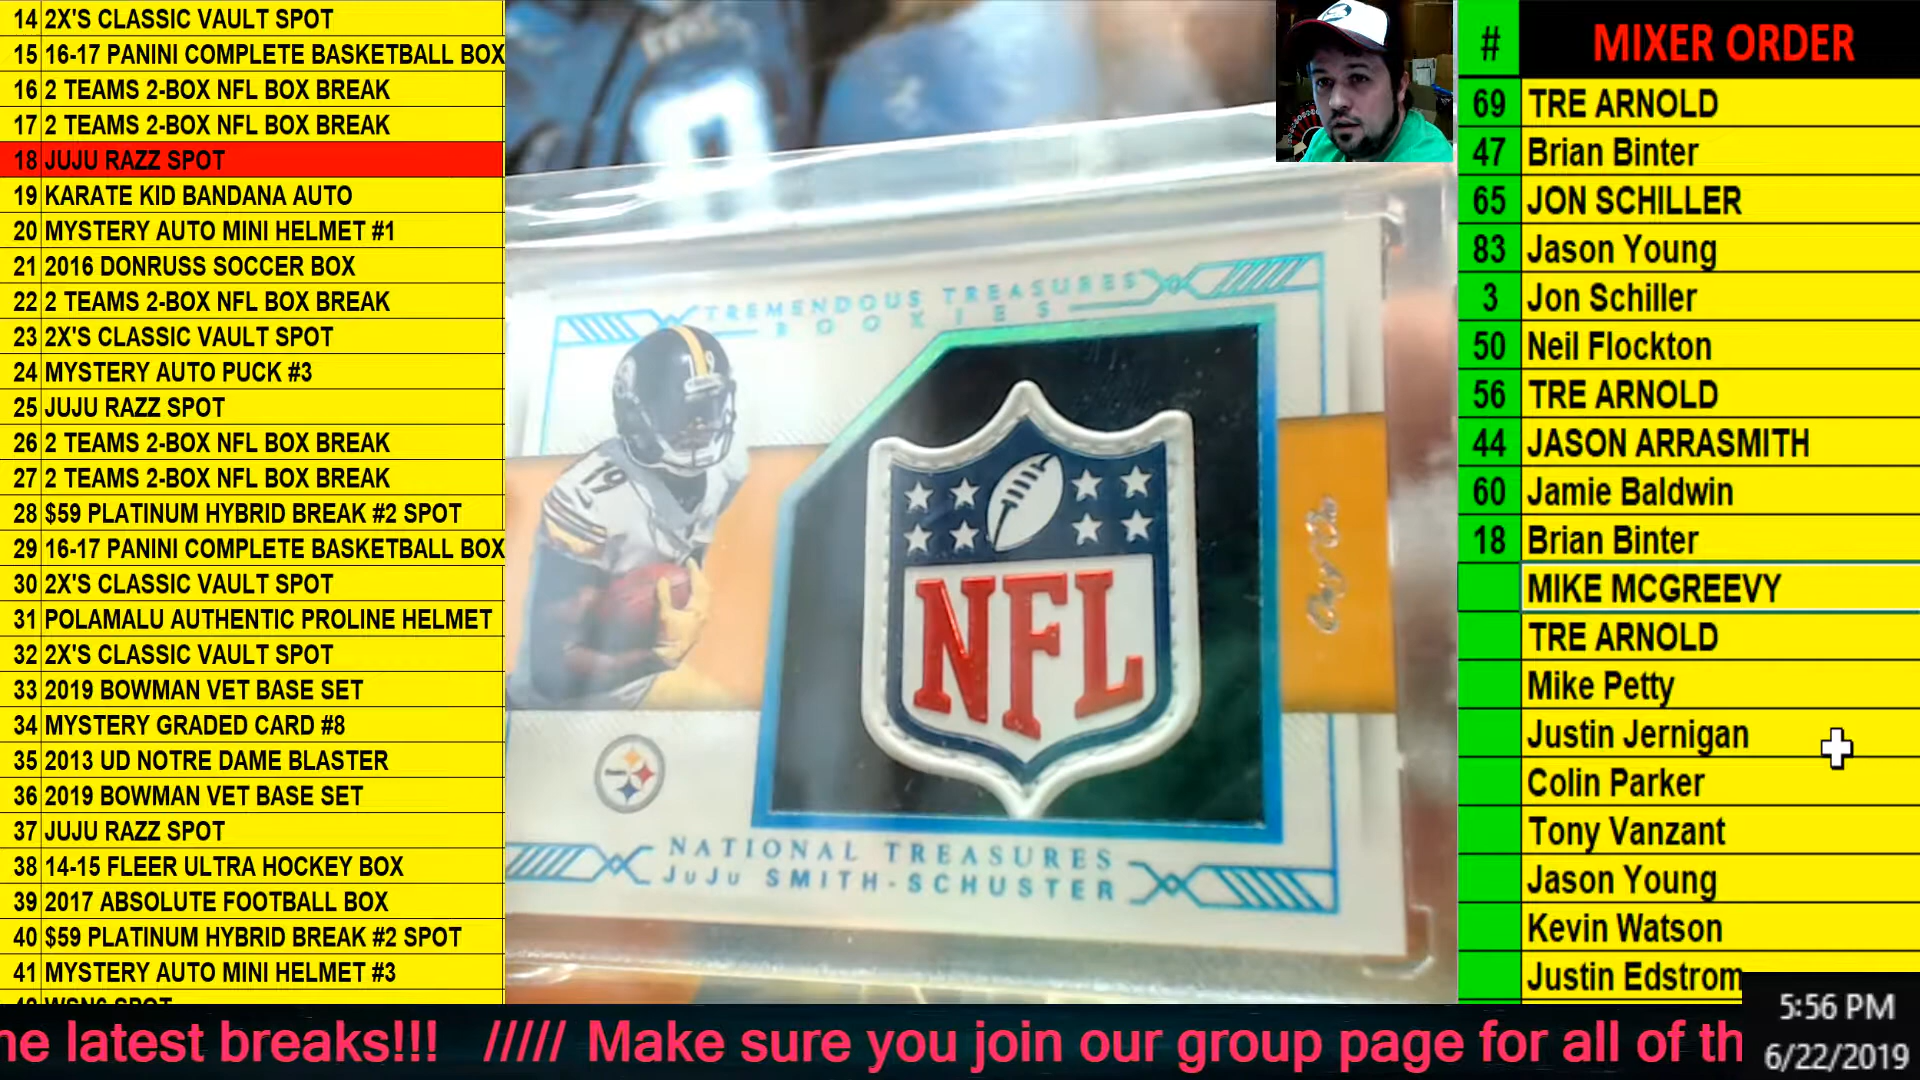 14 2X'S CLASSIC VAULT SPOT
15 16-17 PANINI COMPLETE BASKETBALL BOX
16 2 TEAMS 2-BOX NFL BOX BREAK
17 2 TEAMS 2-BOX NFL BOX BREAK
18 JUJU RAZZ SPOT
19 KARATE KID BANDANA AUTO
20 MYSTERY AUTO MINI HELMET #1
21 2016 DONRUSS SOCCER BOX
22 2 TEAMS 2-BOX NFL BOX BREAK
23 2X'S CLASSIC VAULT SPOT
24 MYSTERY AUTO PUCK #3
25 JUJU RAZZ SPOT
26 2 TEAMS 2-BOX NFL BOX BREAK
27 2 TEAMS 2-BOX NFL BOX BREAK
28 $59 PLATINUM HYBRID BREAK #2 SPOT
29 16-17 PANINI COMPLETE BASKETBALL BOX
30 2X'S CLASSIC VAULT SPOT
31 POLAMALU AUTHENTIC PROLINE HELMET
32 2X'S CLASSIC VAULT SPOT
33 2019 BOWMAN VET BASE SET
34 MYSTERY GRADED CARD #8
35 2013 UD NOTRE DAME BLASTER
36 2019 BOWMAN VET BASE SET
37 JUJU RAZZ SPOT
38 14-15 FLEER ULTRA HOCKEY BOX
39 2017 ABSOLUTE FOOTBALL BOX
40 $59 PLATINUM HYBRID BREAK #2 SPOT
41 MYSTERY AUTO MINI HELMET #3
TREMENDOUS TREASURES
ROOKIES
19
NFL
One of One
NATIONAL TREASURES
JuJu SMITH-SCHUSTER
# MIXER ORDER
69 TRE ARNOLD
47 Brian Binter
65 JON SCHILLER
83 Jason Young
3 Jon Schiller
50 Neil Flockton
56 TRE ARNOLD
44 JASON ARRASMITH
60 Jamie Baldwin
18 Brian Binter
MIKE MCGREEVY
TRE ARNOLD
Mike Petty
Justin Jernigan
Colin Parker
Tony Vanzant
Jason Young
Kevin Watson
Justin Edstrom
he latest breaks!!! ///// Make sure you join our group page for all of th
5:56 PM
6/22/2019